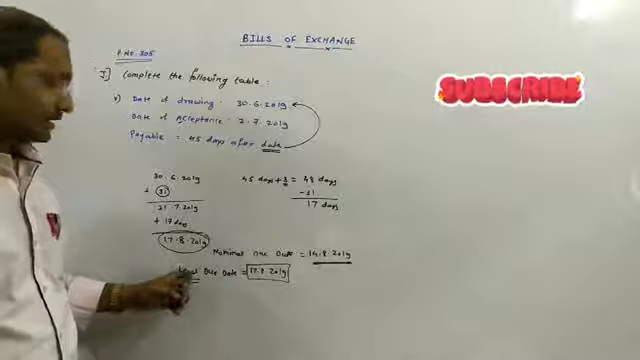 BILLS OF EXCHANGE
P.NO. 305
J] Complete the following table:
v) Date of drawing : 30.6.2019
Date of Acceptance : 2.7.2019
Payable = 45 days after date
30.6.2019
+ 31
31.7.2019
+ 17 days
17.8.2019
45 days + 3 = 48 days
- 31
17 days
Nominal Due Date = 14.8.2019
Legal Due Date = 17.8.2019
SUBSCRIBE